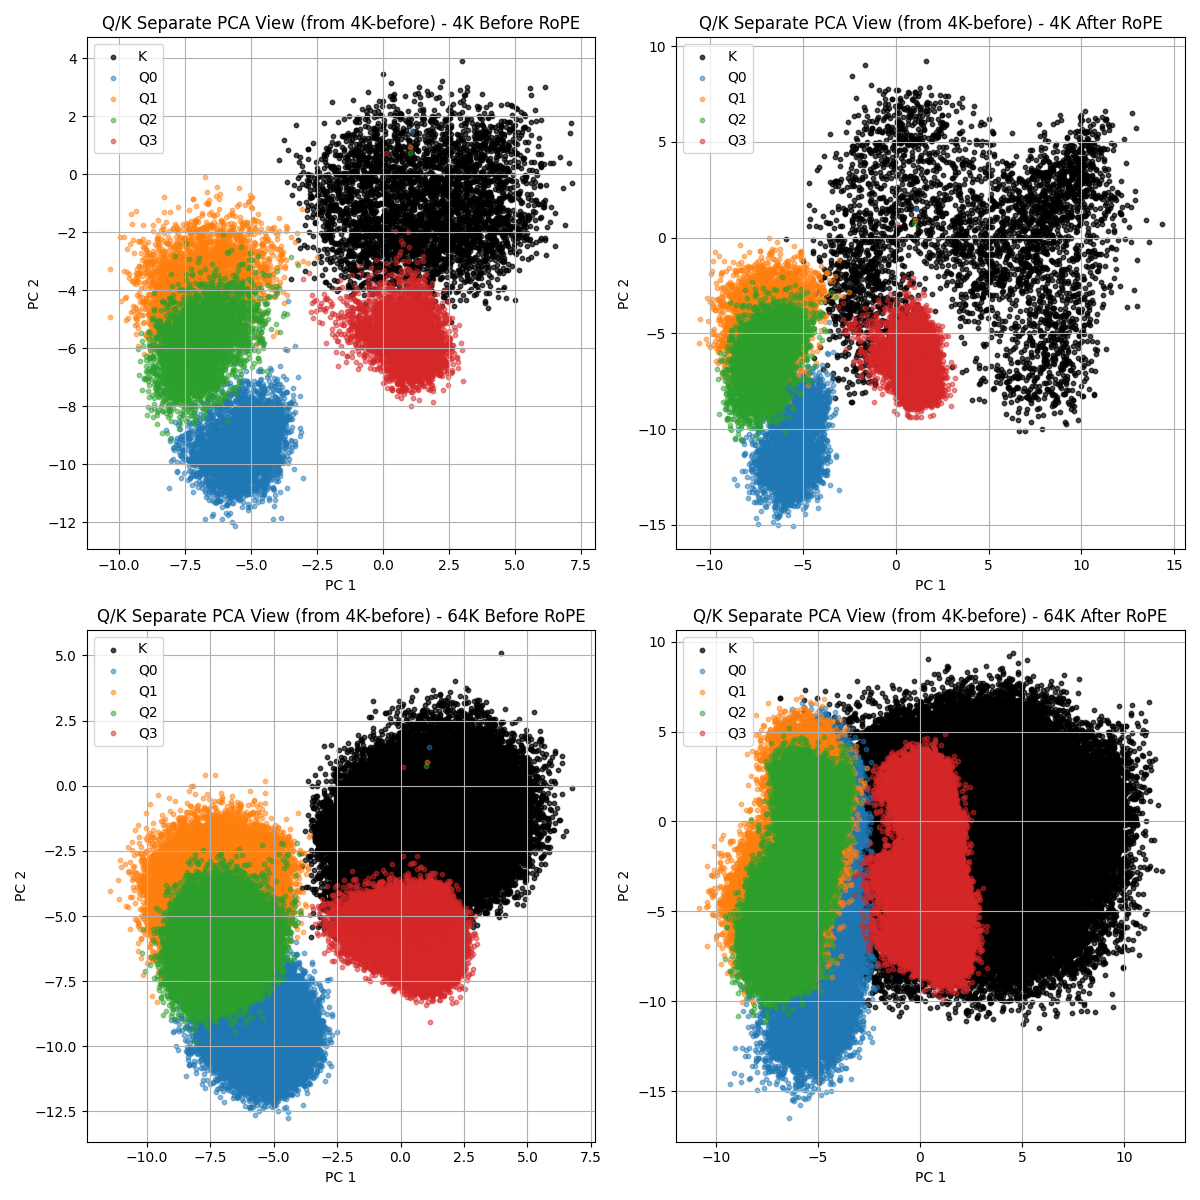 Q/K Separate PCA View (from 4K-before) - 4K Before RoPE
K
Q0
Q1
Q2
Q3
4
2
0
−2
−4
−6
−8
−10
−12
PC 2
−10.0
−7.5
−5.0
−2.5
0.0
2.5
5.0
7.5
PC 1
Q/K Separate PCA View (from 4K-before) - 4K After RoPE
K
Q0
Q1
Q2
Q3
10
5
0
−5
−10
−15
PC 2
−10
−5
0
5
10
15
PC 1
Q/K Separate PCA View (from 4K-before) - 64K Before RoPE
K
Q0
Q1
Q2
Q3
5.0
2.5
0.0
−2.5
−5.0
−7.5
−10.0
−12.5
PC 2
−10.0
−7.5
−5.0
−2.5
0.0
2.5
5.0
7.5
PC 1
Q/K Separate PCA View (from 4K-before) - 64K After RoPE
K
Q0
Q1
Q2
Q3
10
5
0
−5
−10
−15
PC 2
−10
−5
0
5
10
PC 1